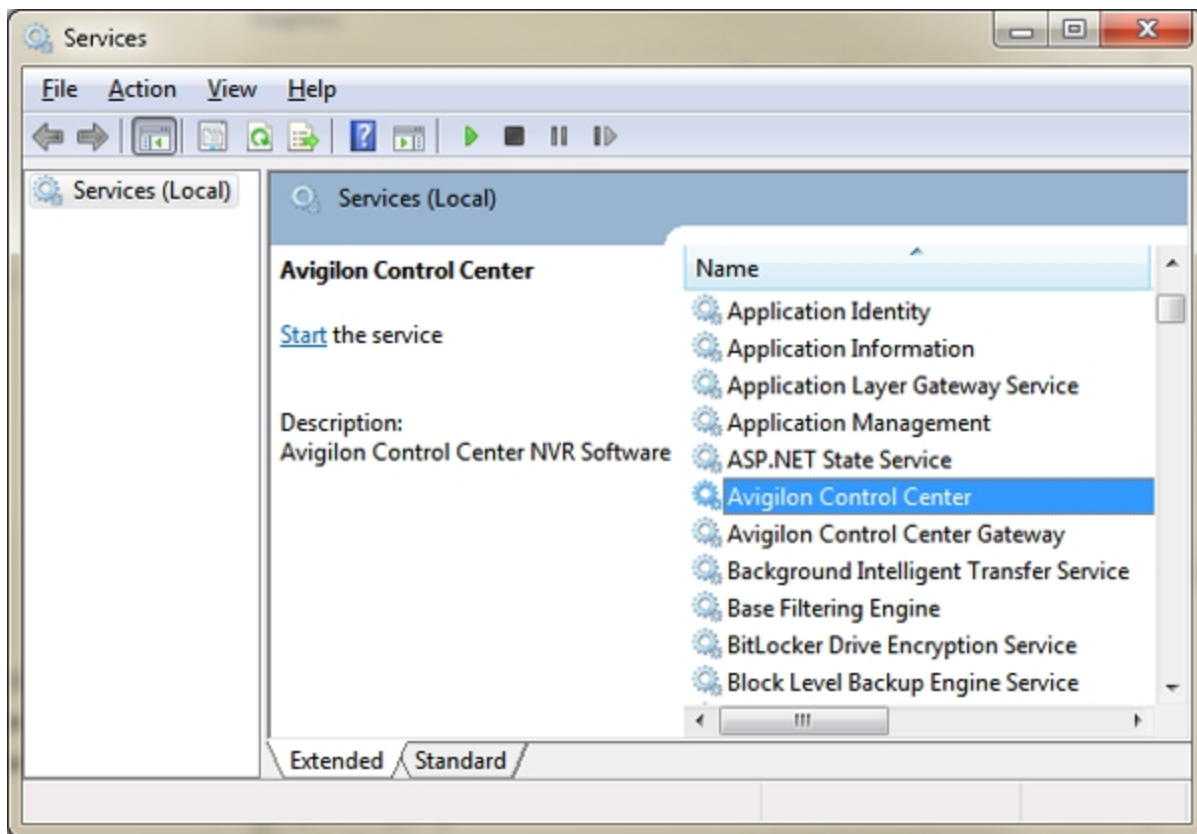 Services
File Action View Help
Services (Local)
Services (Local)
Avigilon Control Center
Start the service
Description:
Avigilon Control Center NVR Software
Name
Application Identity
Application Information
Application Layer Gateway Service
Application Management
ASP.NET State Service
Avigilon Control Center
Avigilon Control Center Gateway
Background Intelligent Transfer Service
Base Filtering Engine
BitLocker Drive Encryption Service
Block Level Backup Engine Service
Extended Standard